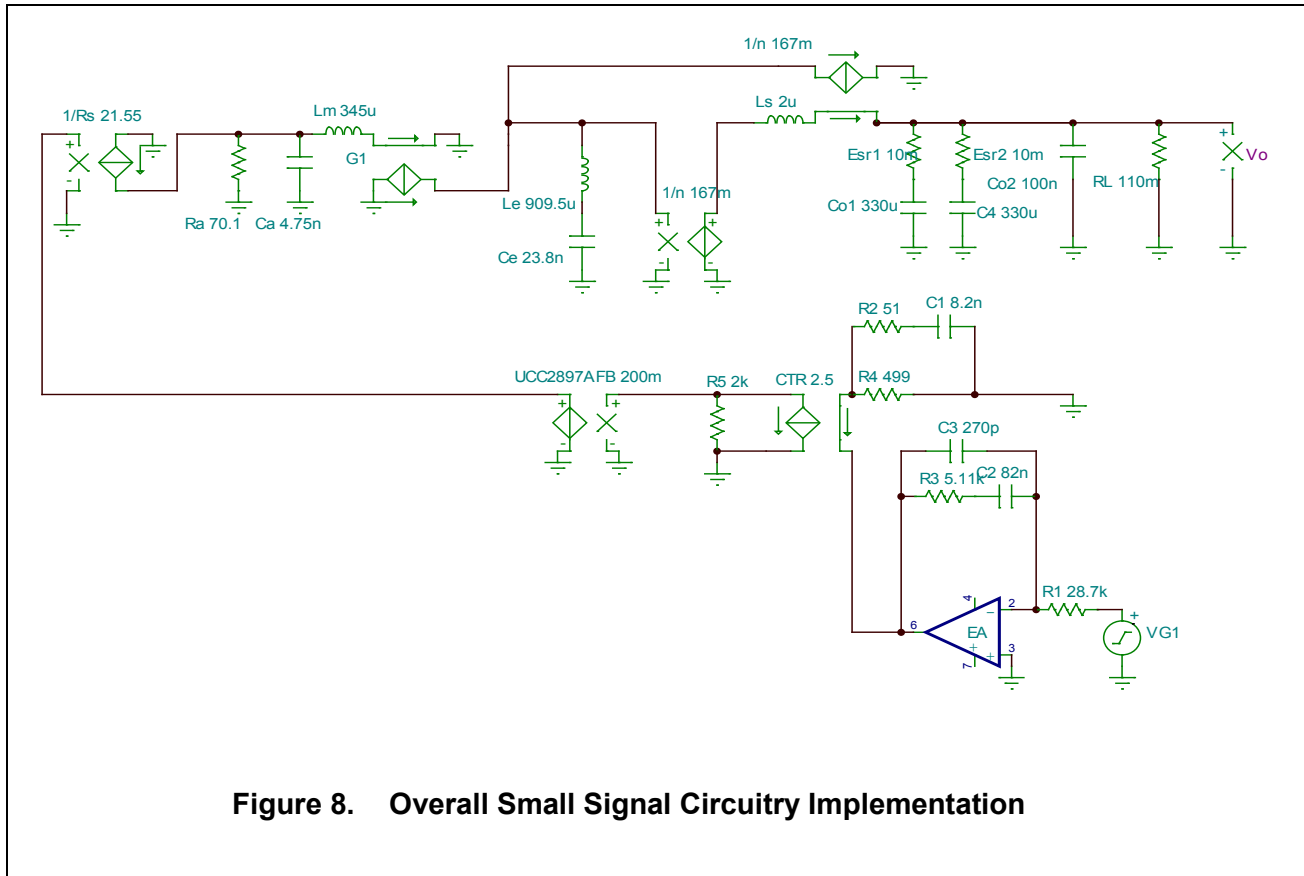 1/n 167m
1/Rs 21.55
Lm 345u
Ls 2u
G1
Esr1 10m
Esr2 10m
Vo
Ra 70.1
Ca 4.75n
Le 909.5u
1/n 167m
Co1 330u
C4 330u
Co2 100n
RL 110m
Ce 23.8n
R2 51
C1 8.2n
UCC2897AFB 200m
R5 2k
CTR 2.5
R4 499
C3 270p
R3 5.11k
C2 82n
R1 28.7k
4
2
6
EA
3
7
VG1
Figure 8. Overall Small Signal Circuitry Implementation